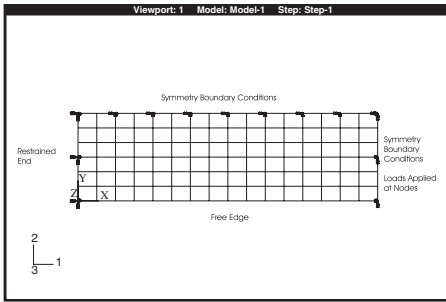 Viewport: 1 Model: Model-1 Step: Step-1
Symmetry Boundary Conditions
Restrained
End
Symmetry
Boundary
Conditions
Loads Applied
at Nodes
Y
Z X
Free Edge
2
1
3